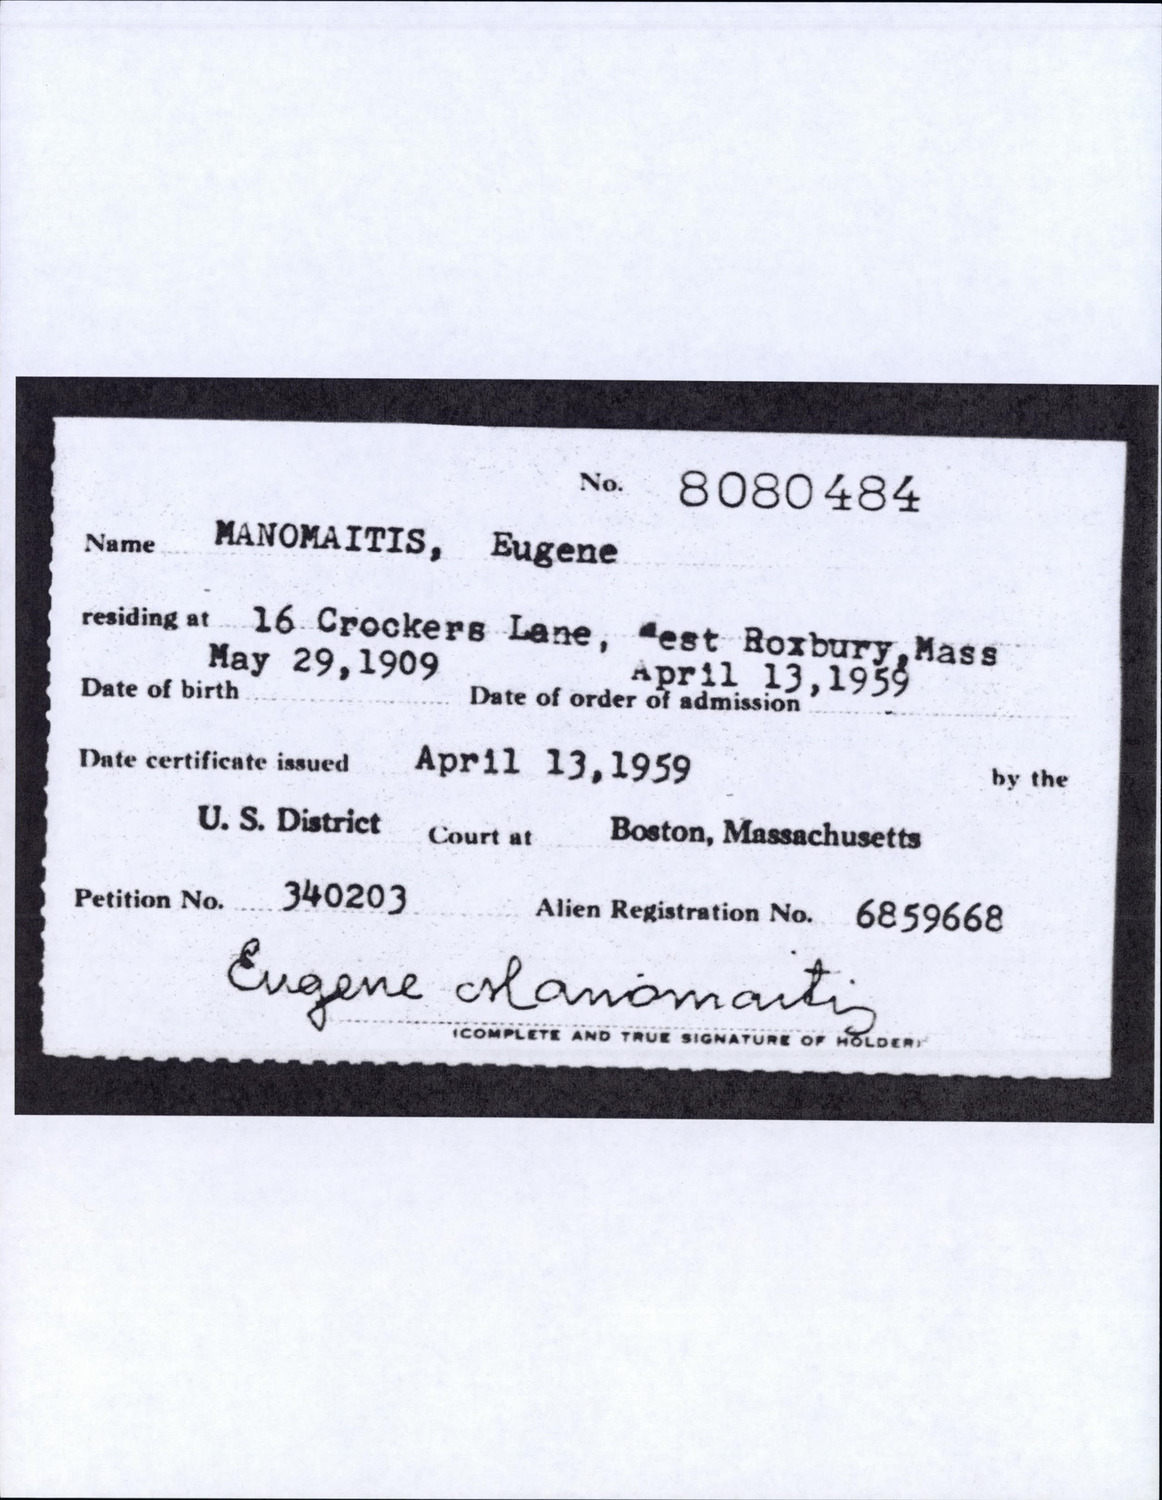 No. 8080484
Name MANOMAITIS, Eugene
residing at 16 Crockers Lane, West Roxbury, Mass
May 29,1909 April 13,1959
Date of birth Date of order of admission
Date certificate issued April 13,1959 by the
U. S. District Court at Boston, Massachusetts
Petition No. 340203 Alien Registration No. 6859668
Eugene Manomaitis
(COMPLETE AND TRUE SIGNATURE OF HOLDER)